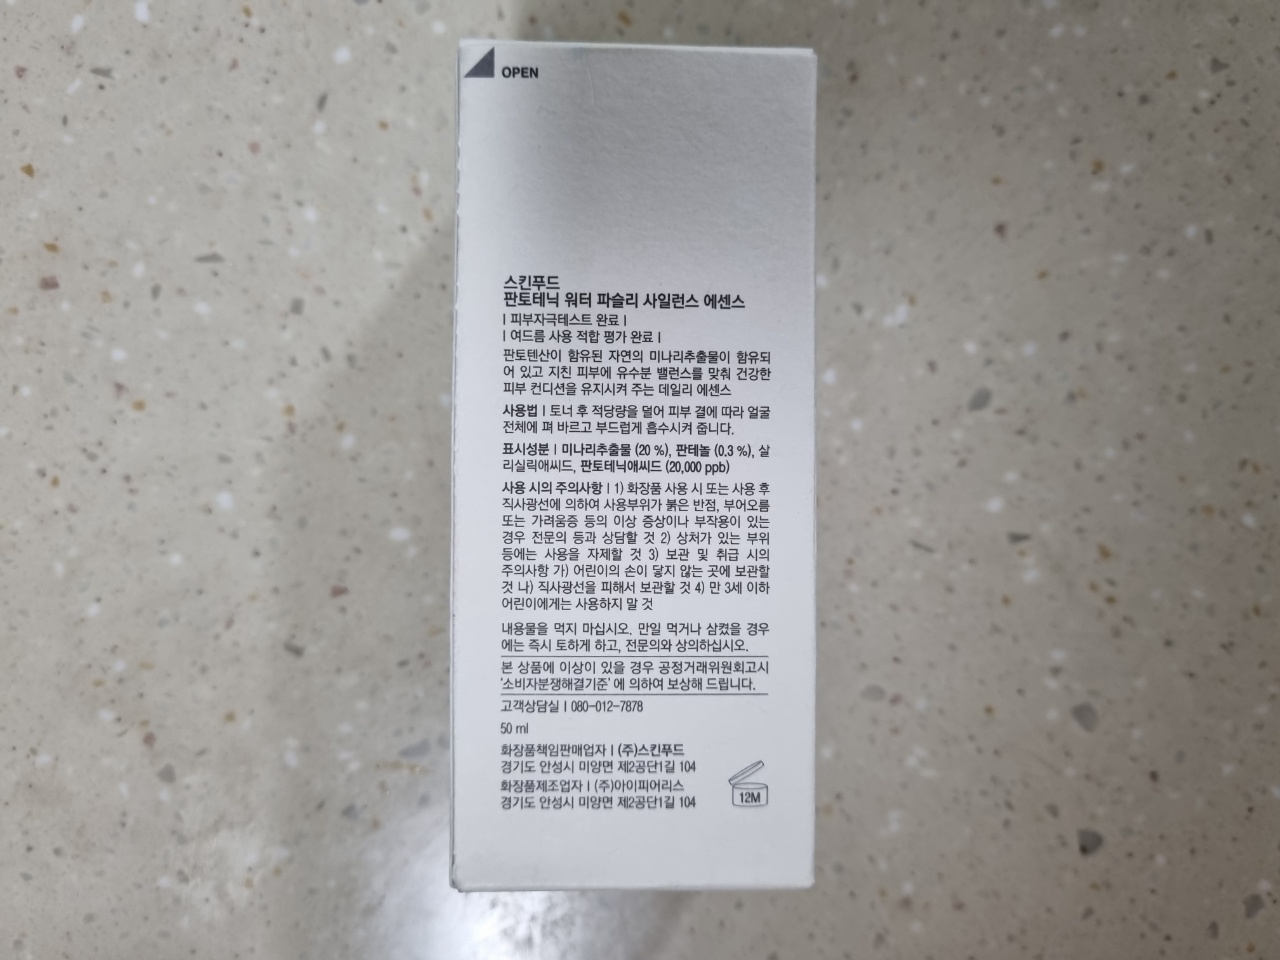 OPEN
스킨푸드
판토테닉 워터 파슬리 사일런스 에센스
| 피부자극테스트 완료 |
| 여드름 사용 적합 평가 완료 |
판토텐산이 함유된 자연의 미나리추출물이 함유되
어 있고 지친 피부에 유수분 밸런스를 맞춰 건강한
피부 컨디션을 유지시켜 주는 데일리 에센스
사용법 | 토너 후 적당량을 덜어 피부 결에 따라 얼굴
전체에 펴 바르고 부드럽게 흡수시켜 줍니다.
표시성분 | 미나리추출물 (20 %), 판테놀 (0.3 %), 살
리실릭애씨드, 판토테닉애씨드 (20,000 ppb)
사용 시의 주의사항 | 1) 화장품 사용 시 또는 사용 후
직사광선에 의하여 사용부위가 붉은 반점, 부어오름
또는 가려움증 등의 이상 증상이나 부작용이 있는
경우 전문의 등과 상담할 것 2) 상처가 있는 부위
등에는 사용을 자제할 것 3) 보관 및 취급 시의
주의사항 가) 어린이의 손이 닿지 않는 곳에 보관할
것 나) 직사광선을 피해서 보관할 것 4) 만 3세 이하
어린이에게는 사용하지 말 것
내용물을 먹지 마십시오. 만일 먹거나 삼켰을 경우
에는 즉시 토하게 하고, 전문의와 상의하십시오.
본 상품에 이상이 있을 경우 공정거래위원회고시
'소비자분쟁해결기준' 에 의하여 보상해 드립니다.
고객상담실 | 080-012-7878
50 ml
화장품책임판매업자 | (주)스킨푸드
경기도 안성시 미양면 제2공단1길 104
화장품제조업자 | (주)아이피어리스
경기도 안성시 미양면 제2공단1길 104
12M